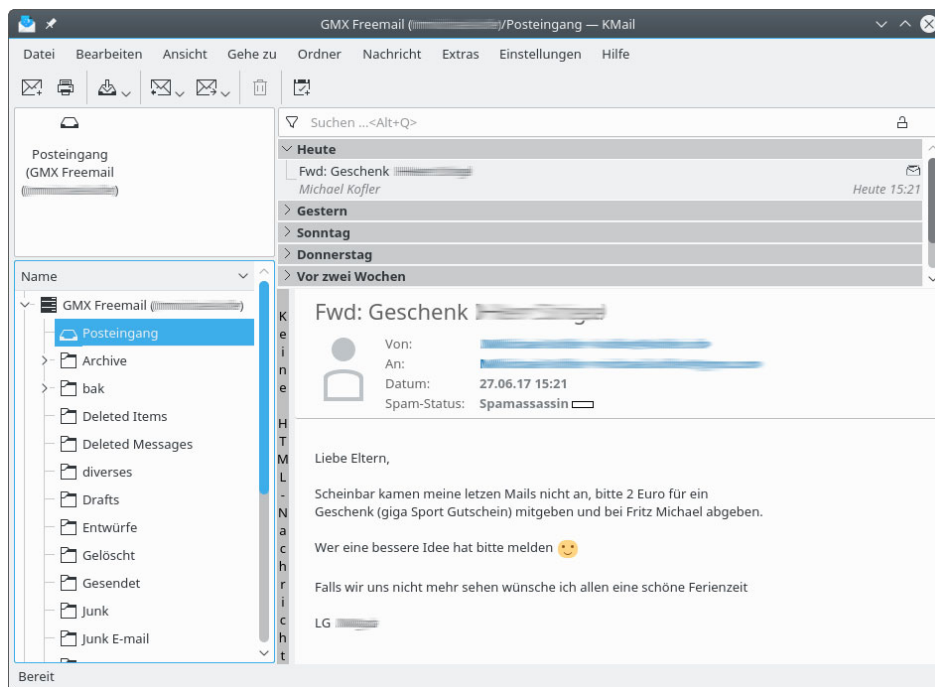 GMX Freemail ( )/Posteingang — KMail
Datei Bearbeiten Ansicht Gehe zu Ordner Nachricht Extras Einstellungen Hilfe
Posteingang
(GMX Freemail
( )
Suchen ...<Alt+Q>
Heute
Fwd: Geschenk
Michael Kofler Heute 15:21
Gestern
Sonntag
Donnerstag
Vor zwei Wochen
Name
GMX Freemail ( )
Posteingang
Archive
bak
Deleted Items
Deleted Messages
diverses
Drafts
Entwürfe
Gelöscht
Gesendet
Junk
Junk E-mail
Keine HTML-Nachricht
Fwd: Geschenk
Von:
An:
Datum: 27.06.17 15:21
Spam-Status: Spamassassin
Liebe Eltern,
Scheinbar kamen meine letzen Mails nicht an, bitte 2 Euro für ein
Geschenk (giga Sport Gutschein) mitgeben und bei Fritz Michael abgeben.
Wer eine bessere Idee hat bitte melden 🙂
Falls wir uns nicht mehr sehen wünsche ich allen eine schöne Ferienzeit
LG
Bereit